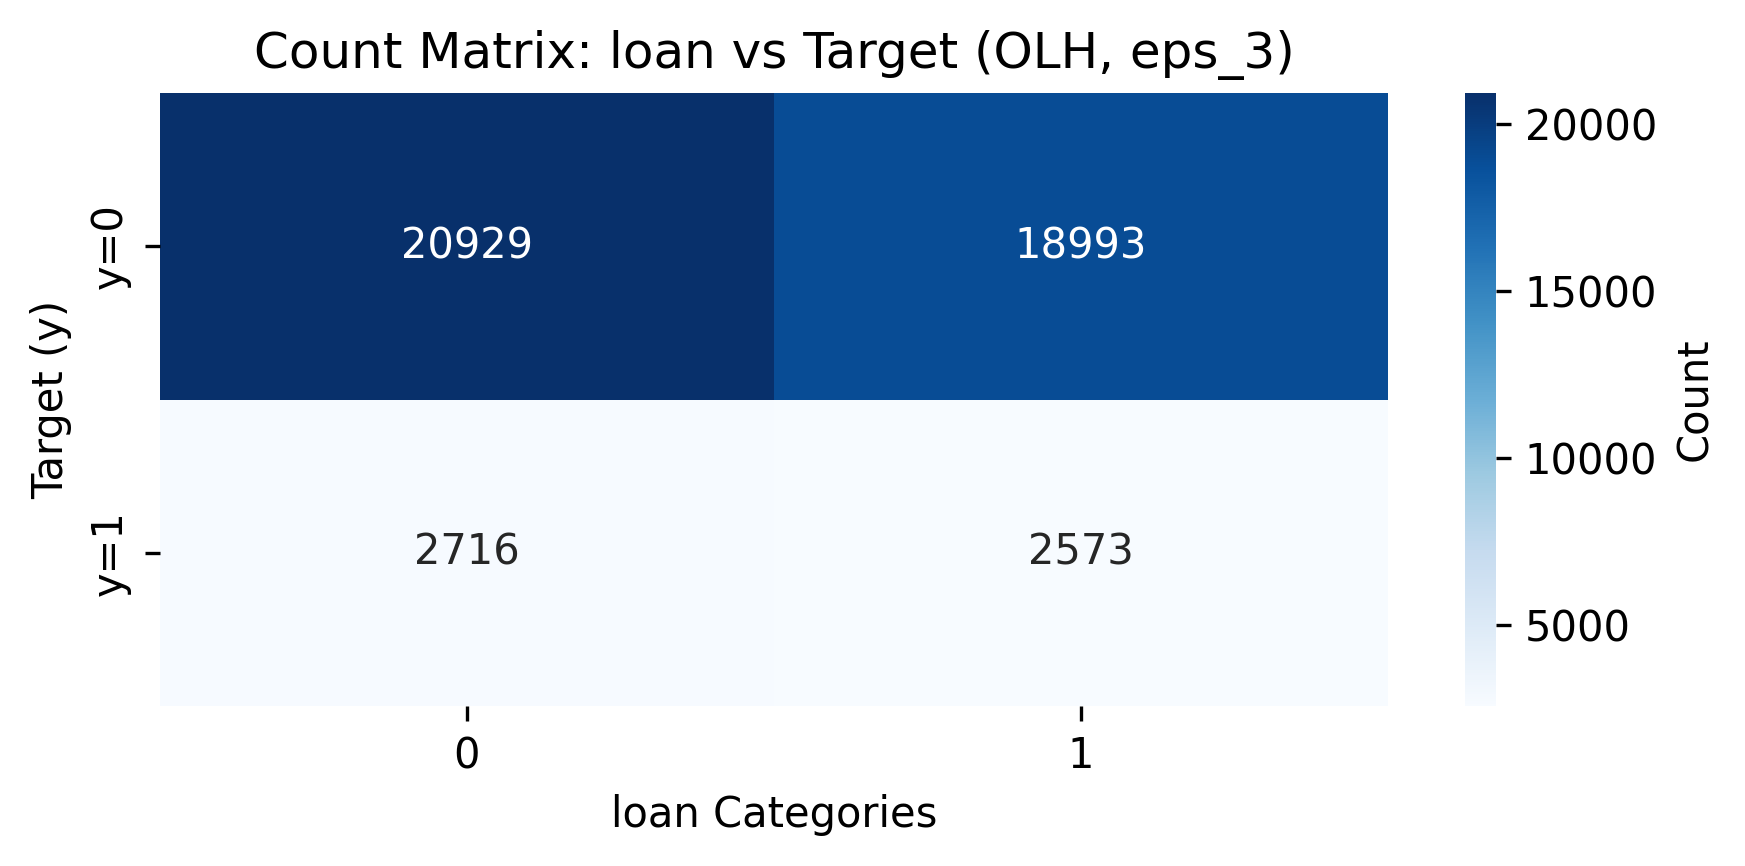 Count Matrix: loan vs Target (OLH, eps_3)
Target (y)
y=0
20929
18993
y=1
2716
2573
0
1
loan Categories
20000
15000
10000
5000
Count